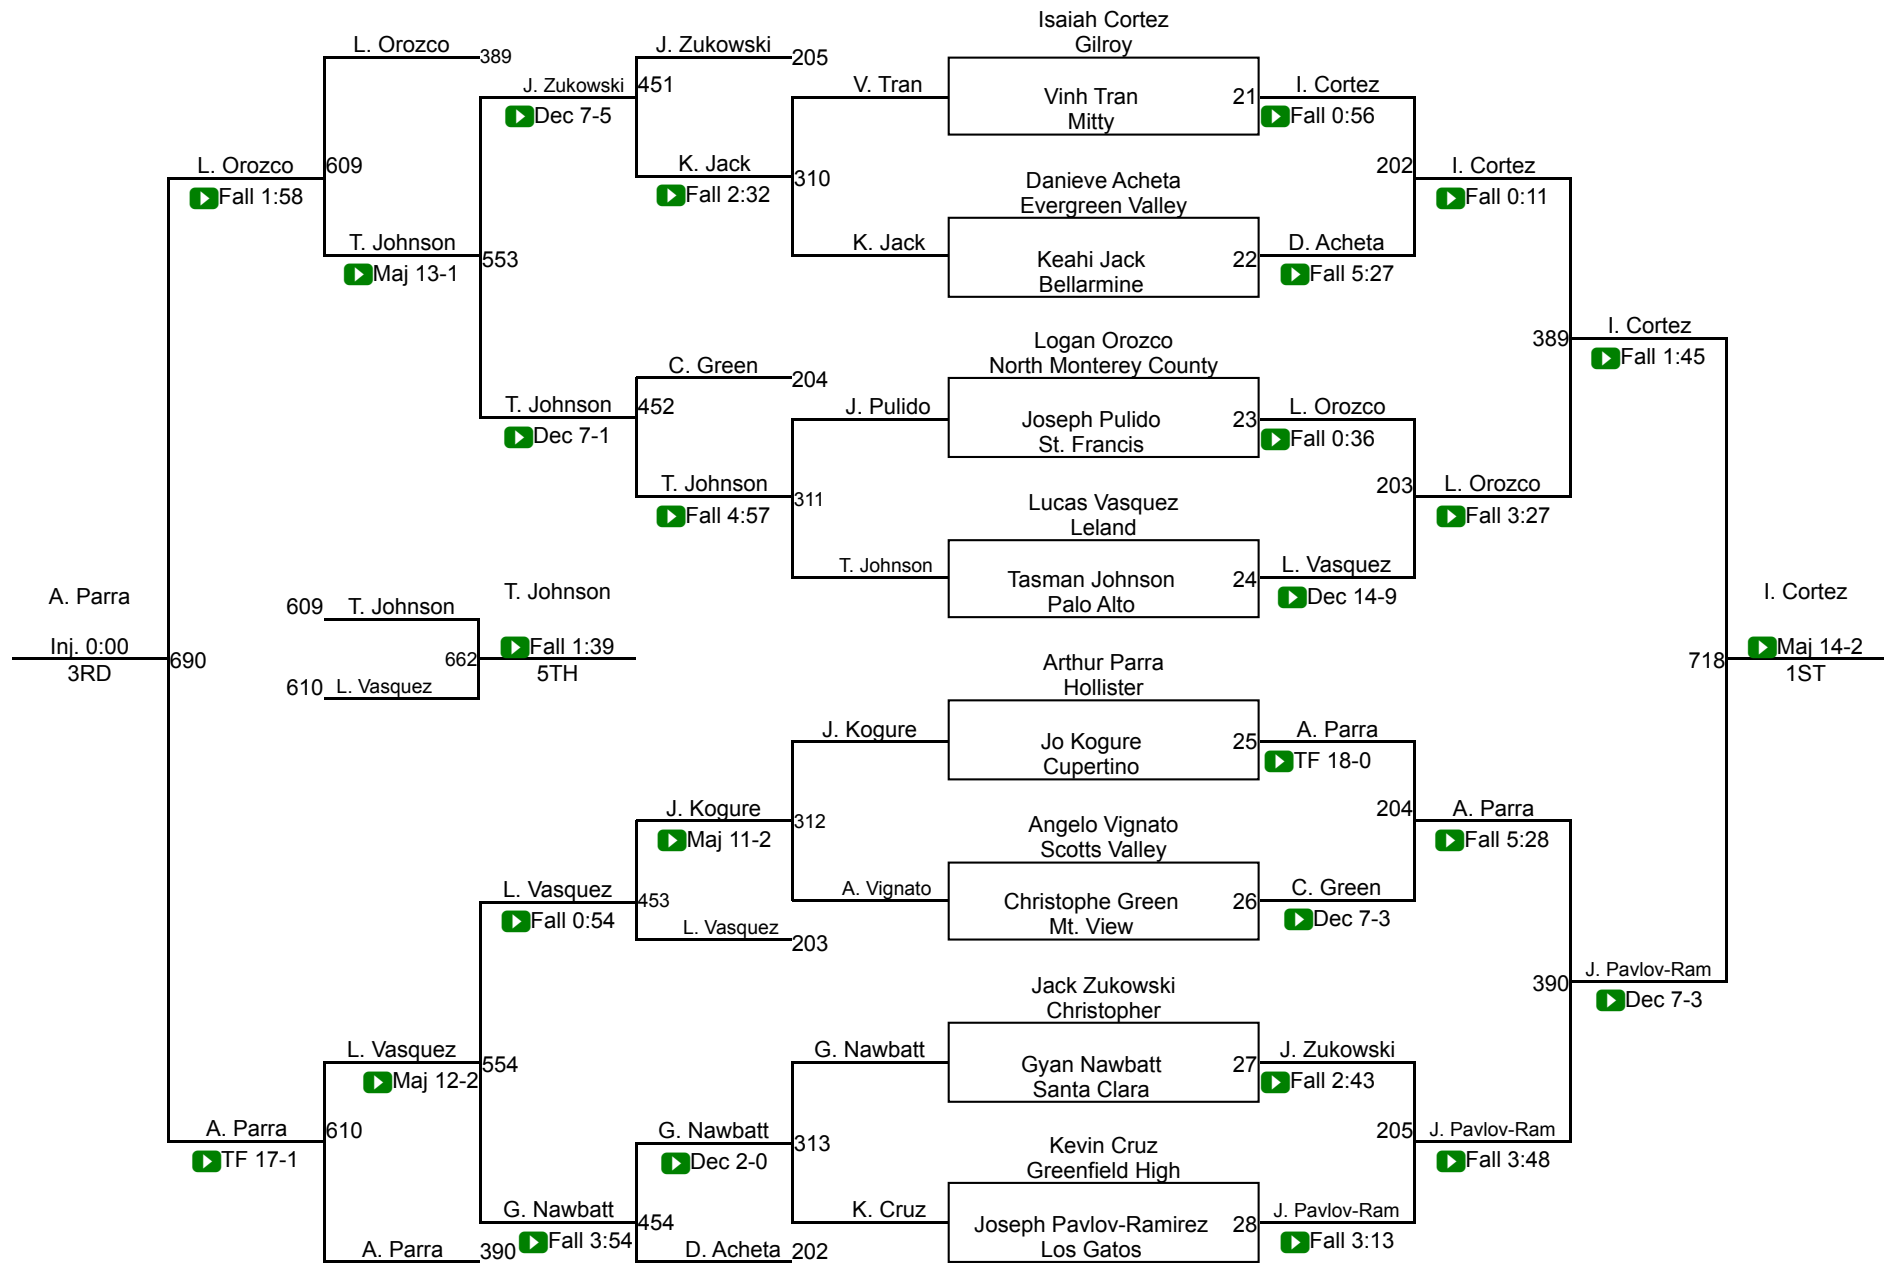 Isaiah Cortez
Gilroy
L. Orozco
389
J. Zukowski
205
J. Zukowski
451
V. Tran
Vinh Tran
21
I. Cortez
Dec 7-5
Mitty
Fall 0:56
L. Orozco
609
K. Jack
310
202
I. Cortez
Fall 1:58
Fall 2:32
Danieve Acheta
Evergreen Valley
Fall 0:11
T. Johnson
553
K. Jack
Keahi Jack
22
D. Acheta
Maj 13-1
Bellarmine
Fall 5:27
Logan Orozco
North Monterey County
389
I. Cortez
Fall 1:45
C. Green
204
T. Johnson
452
J. Pulido
Joseph Pulido
23
L. Orozco
Dec 7-1
St. Francis
Fall 0:36
T. Johnson
311
203
L. Orozco
Fall 4:57
Lucas Vasquez
Leland
Fall 3:27
T. Johnson
Tasman Johnson
24
L. Vasquez
Palo Alto
Dec 14-9
A. Parra
609
T. Johnson
T. Johnson
I. Cortez
Inj. 0:00
690
662
Fall 1:39
718
Maj 14-2
3RD
610
L. Vasquez
5TH
1ST
Arthur Parra
Hollister
J. Kogure
Jo Kogure
25
A. Parra
Cupertino
TF 18-0
J. Kogure
312
204
A. Parra
Maj 11-2
Angelo Vignato
Scotts Valley
Fall 5:28
L. Vasquez
453
A. Vignato
Christophe Green
26
C. Green
Fall 0:54
L. Vasquez
203
Mt. View
Dec 7-3
Jack Zukowski
Christopher
390
J. Pavlov-Ram
Dec 7-3
L. Vasquez
554
G. Nawbatt
Gyan Nawbatt
27
J. Zukowski
Maj 12-2
Santa Clara
Fall 2:43
A. Parra
610
G. Nawbatt
313
205
J. Pavlov-Ram
TF 17-1
Dec 2-0
Kevin Cruz
Greenfield High
Fall 3:48
G. Nawbatt
454
K. Cruz
Joseph Pavlov-Ramirez
28
J. Pavlov-Ram
A. Parra
390
Fall 3:54
D. Acheta
202
Los Gatos
Fall 3:13